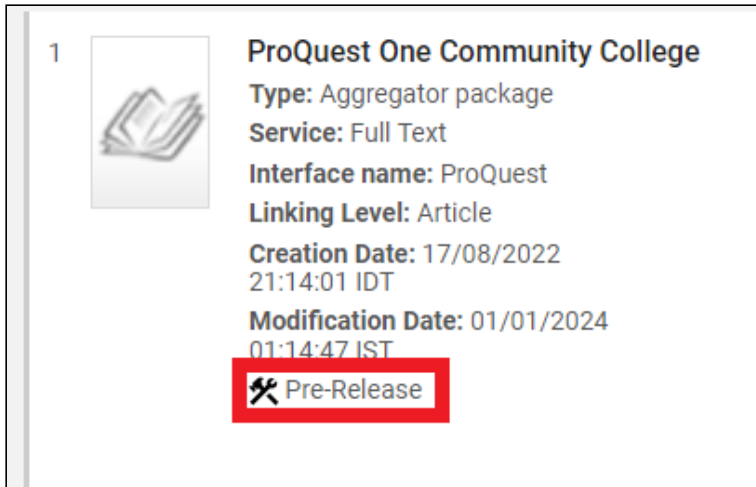 1
ProQuest One Community College
Type: Aggregator package
Service: Full Text
Interface name: ProQuest
Linking Level: Article
Creation Date: 17/08/2022
21:14:01 IDT
Modification Date: 01/01/2024
01:14:47 IST
Pre-Release